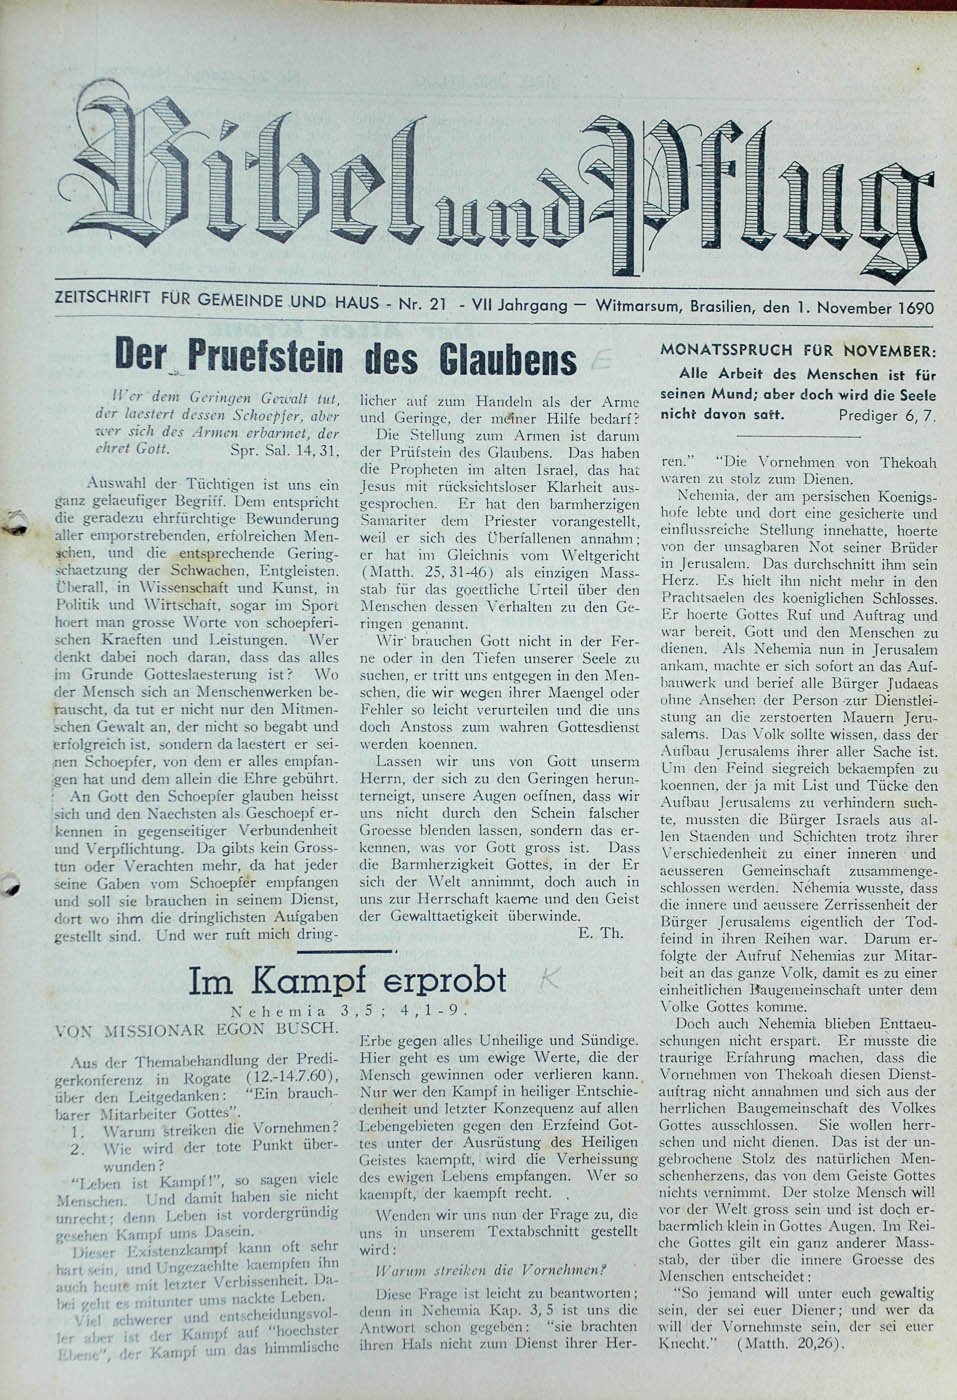 Bibel und Pflug
ZEITSCHRIFT FÜR GEMEINDE UND HAUS - Nr. 21 - VII Jahrgang — Witmarsum, Brasilien, den 1. November 1690
Der Pruefstein des Glaubens
E
Wer dem Geringen Gewalt tut,
der laestert dessen Schoepfer, aber
wer sich des Armen erbarmet, der
ehret Gott. Spr. Sal. 14, 31,
Auswahl der Tüchtigen ist uns ein
ganz gelaeufiger Begriff. Dem entspricht
die geradezu ehrfürchtige Bewunderung
aller emporstrebenden, erfolreichen Men-
schen, und die entsprechende Gering-
schaetzung der Schwachen, Entgleisten.
Überall, in Wissenschaft und Kunst, in
Politik und Wirtschaft, sogar im Sport
hoert man grosse Worte von schoepferi-
schen Kraeften und Leistungen. Wer
denkt dabei noch daran, dass das alles
im Grunde Gotteslaesterung ist? Wo
der Mensch sich an Menschenwerken be-
rauscht, da tut er nicht nur den Mitmen-
schen Gewalt an, der nicht so begabt und
erfolgreich ist, sondern da laestert er sei-
nen Schoepfer, von dem er alles empfan-
gen hat und dem allein die Ehre gebührt.
An Gott den Schoepfer glauben heisst
sich und den Naechsten als Geschoepf er-
kennen in gegenseitiger Verbundenheit
und Verpflichtung. Da gibts kein Gross-
tun oder Verachten mehr, da hat jeder
seine Gaben vom Schoepfer empfangen
und soll sie brauchen in seinem Dienst,
dort wo ihm die dringlichsten Aufgaben
gestellt sind. Und wer ruft mich dring-
licher auf zum Handeln als der Arme
und Geringe, der meiner Hilfe bedarf?
Die Stellung zum Armen ist darum
der Prüfstein des Glaubens. Das haben
die Propheten im alten Israel, das hat
Jesus mit rücksichtsloser Klarheit aus-
gesprochen. Er hat den barmherzigen
Samariter dem Priester vorangestellt,
weil er sich des Überfallenen annahm;
er hat im Gleichnis vom Weltgericht
(Matth. 25, 31-46) als einzigen Mass-
stab für das goettliche Urteil über den
Menschen dessen Verhalten zu den Ge-
ringen genannt.
Wir brauchen Gott nicht in der Fer-
ne oder in den Tiefen unserer Seele zu
suchen, er tritt uns entgegen in den Men-
schen, die wir wegen ihrer Maengel oder
Fehler so leicht verurteilen und die uns
doch Anstoss zum wahren Gottesdienst
werden koennen.
Lassen wir uns von Gott unserm
Herrn, der sich zu den Geringen herun-
terneigt, unsere Augen oeffnen, dass wir
uns nicht durch den Schein falscher
Groesse blenden lassen, sondern das er-
kennen, was vor Gott gross ist. Dass
die Barmherzigkeit Gottes, in der Er
sich der Welt annimmt, doch auch in
uns zur Herrschaft kaeme und den Geist
der Gewalttaetigkeit überwinde.
E. Th.
Im Kampf erprobt
K
Nehemia 3,5; 4,1-9.
VON MISSIONAR EGON BUSCH.
Aus der Themabehandlung der Predi-
gerkonferenz in Rogate (12.-14.7.60),
über den Leitgedanken: "Ein brauch-
barer Mitarbeiter Gottes".
1. Warum streiken die Vornehmen?
2. Wie wird der tote Punkt über-
wunden?
"Leben ist Kampf!", so sagen viele
Menschen. Und damit haben sie nicht
unrecht; denn Leben ist vordergründig
gesehen Kampf ums Dasein.
Dieser Existenzkampf kann oft sehr
hart sein, und Ungezaehlte kaempfen ihn
auch heute mit letzter Verbissenheit. Da-
bei geht es mitunter ums nackte Leben.
Viel schwerer und entscheidungsvol-
ler aber ist der Kampf auf "hoechster
Ebene", der Kampf um das himmlische
Erbe gegen alles Unheilige und Sündige.
Hier geht es um ewige Werte, die der
Mensch gewinnen oder verlieren kann.
Nur wer den Kampf in heiliger Entschie-
denheit und letzter Konzequenz auf allen
Lebengebieten gegen den Erzfeind Got-
tes unter der Ausrüstung des Heiligen
Geistes kaempft, wird die Verheissung
des ewigen Lebens empfangen. Wer so
kaempft, der kaempft recht.
Wenden wir uns nun der Frage zu, die
uns in unserem Textabschnitt gestellt
wird:
Warum streiken die Vornehmen?
Diese Frage ist leicht zu beantworten;
denn in Nehemia Kap. 3, 5 ist uns die
Antwort schon gegeben: "sie brachten
ihren Hals nicht zum Dienst ihrer Her-
MONATSSPRUCH FÜR NOVEMBER:
Alle Arbeit des Menschen ist für
seinen Mund; aber doch wird die Seele
nicht davon satt. Prediger 6, 7.
ren." "Die Vornehmen von Thekoah
waren zu stolz zum Dienen.
Nehemia, der am persischen Koenigs-
hofe lebte und dort eine gesicherte und
einflussreiche Stellung innehatte, hoerte
von der unsagbaren Not seiner Brüder
in Jerusalem. Das durchschnitt ihm sein
Herz. Es hielt ihn nicht mehr in den
Prachtsaelen des koeniglichen Schlosses.
Er hoerte Gottes Ruf und Auftrag und
war bereit, Gott und den Menschen zu
dienen. Als Nehemia nun in Jerusalem
ankam, machte er sich sofort an das Auf-
bauwerk und berief alle Bürger Judaeas
ohne Ansehen der Person zur Dienstlei-
stung an die zerstoerten Mauern Jeru-
salems. Das Volk sollte wissen, dass der
Aufbau Jerusalems ihrer aller Sache ist.
Um den Feind siegreich bekaempfen zu
koennen, der ja mit List und Tücke den
Aufbau Jerusalems zu verhindern such-
te, mussten die Bürger Israels aus al-
len Staenden und Schichten trotz ihrer
Verschiedenheit zu einer inneren und
aeusseren Gemeinschaft zusammenge-
schlossen werden. Nehemia wusste, dass
die innere und aeussere Zerrissenheit der
Bürger Jerusalems eigentlich der Tod-
feind in ihren Reihen war. Darum er-
folgte der Aufruf Nehemias zur Mitar-
beit an das ganze Volk, damit es zu einer
einheitlichen Baugemeinschaft unter dem
Volke Gottes komme.
Doch auch Nehemia blieben Enttaeu-
schungen nicht erspart. Er musste die
traurige Erfahrung machen, dass die
Vornehmen von Thekoah diesen Dienst-
auftrag nicht annahmen und sich aus der
herrlichen Baugemeinschaft des Volkes
Gottes ausschlossen. Sie wollen herr-
schen und nicht dienen. Das ist der un-
gebrochene Stolz des natürlichen Men-
schenherzens, das von dem Geiste Gottes
nichts vernimmt. Der stolze Mensch will
vor der Welt gross sein und ist doch er-
baermlich klein in Gottes Augen. Im Rei-
che Gottes gilt ein ganz anderer Mass-
stab, der über die innere Groesse des
Menschen entscheidet:
"So jemand will unter euch gewaltig
sein, der sei euer Diener; und wer da
will der Vornehmste sein, der sei euer
Knecht." (Matth. 20,26).